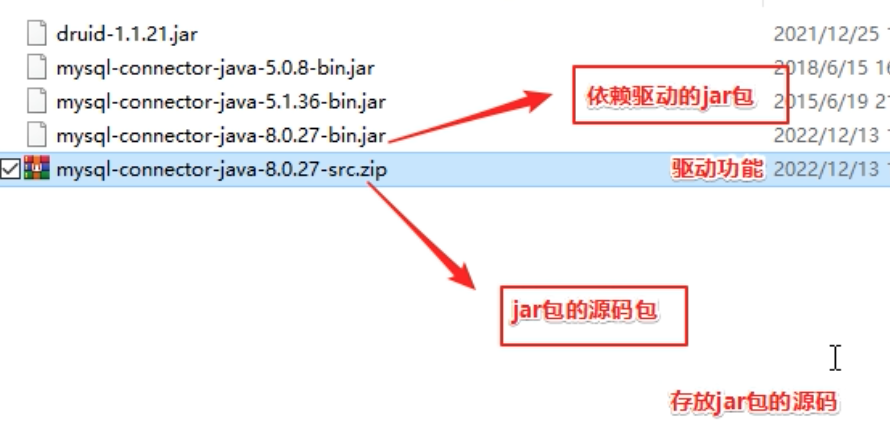 druid-1.1.21.jar 2021/12/25
mysql-connector-java-5.0.8-bin.jar 2018/6/15 16
mysql-connector-java-5.1.36-bin.jar 2015/6/19 2
依赖驱动的jar包
mysql-connector-java-8.0.27-bin.jar 2022/12/13
mysql-connector-java-8.0.27-src.zip 驱动功能 2022/12/13
jar包的源码包
存放jar包的源码